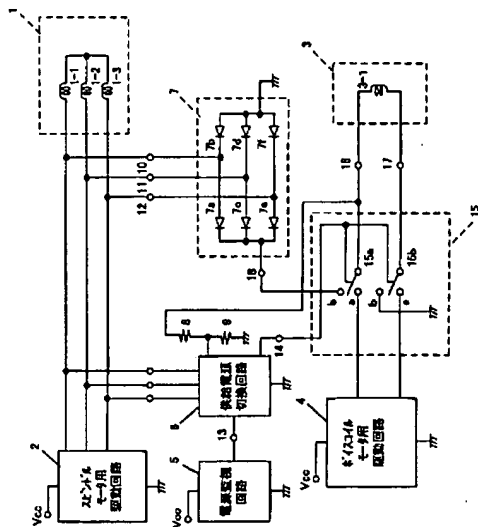 1
1-1
1-2
1-3
2
Vcc
スピンドル
モータ用
駆動回路
7
7b
7d
7f
7a
7c
7e
10
11
12
18
8
9
14
6
供給電源
切換回路
13
5
Vcc
電源監視
回路
3
3-1
16
17
15
15a
b
a
15b
b
a
4
Vcc
ボイスコイル
モータ用
駆動回路